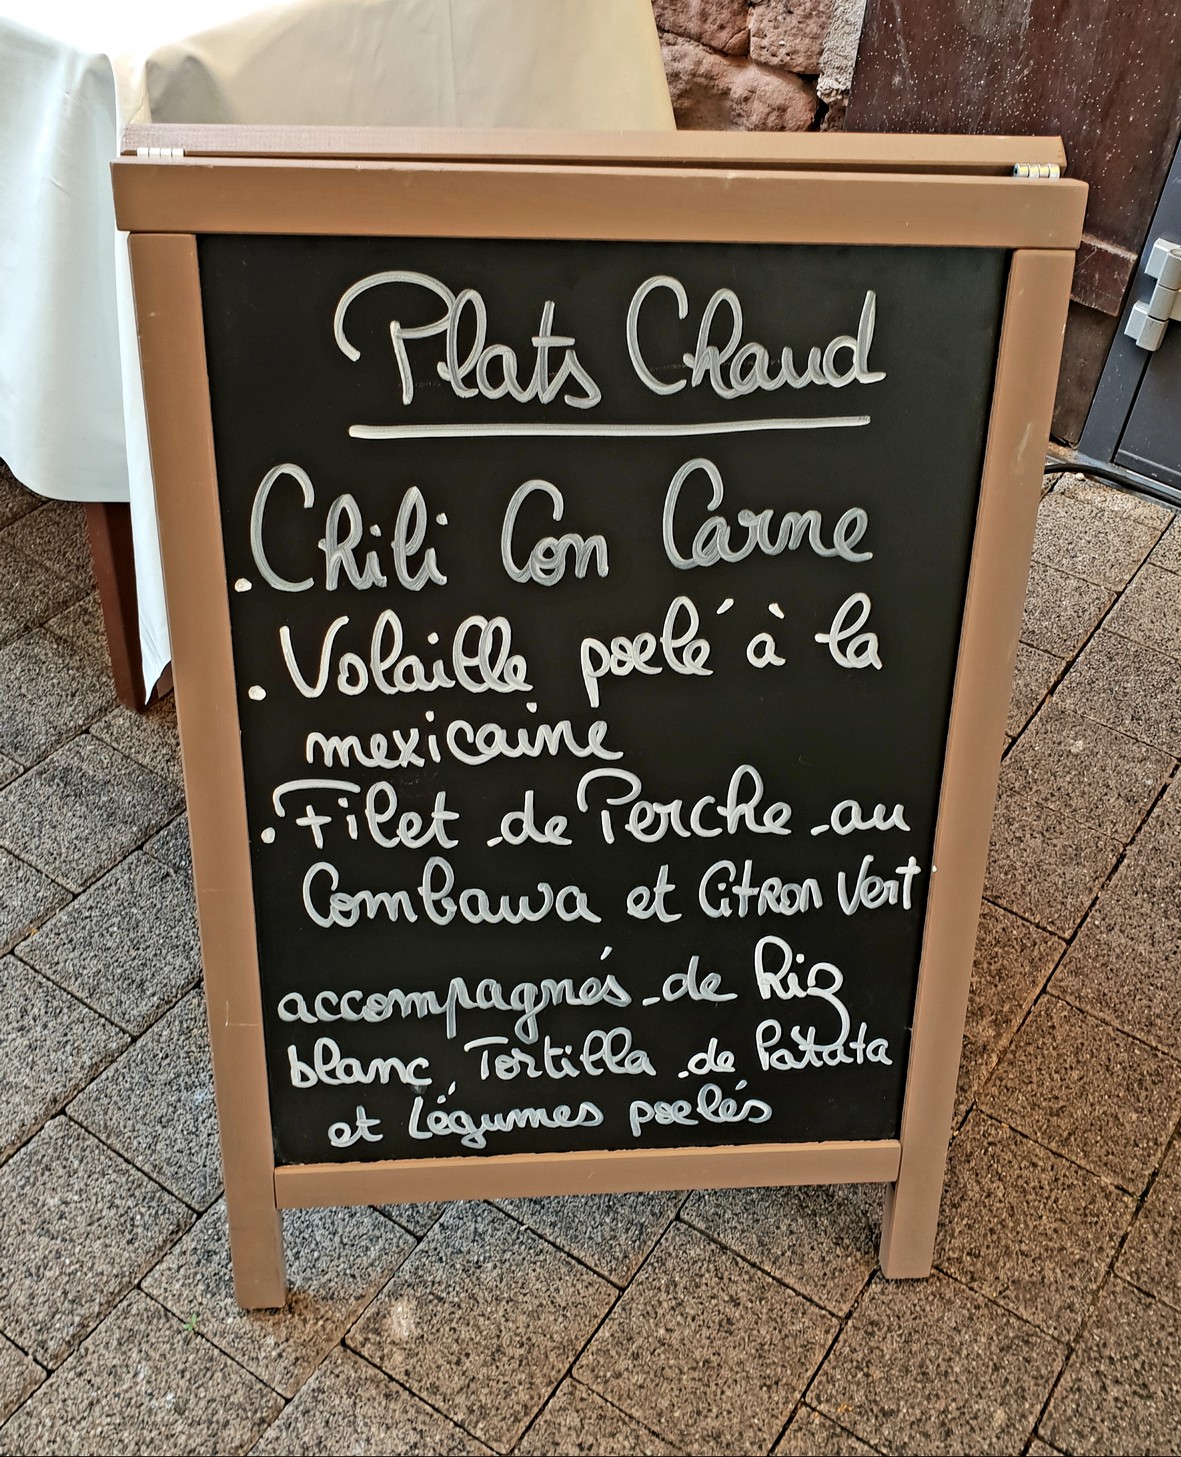 Plats Chaud
. Chili Con Carne
. Volaille poelé à la
mexicaine
. Filet de Perche au
Combawa et Citron Vert
accompagnés de Riz
blanc, Tortilla de Patata
et Légumes poelés